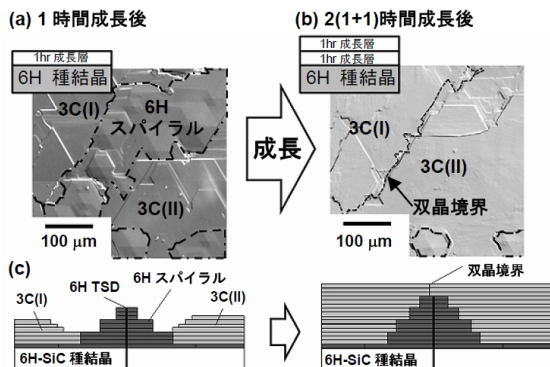 (a) 1 時間成長後
1hr 成長層
6H 種結晶
3C(I)
6H
スパイラル
3C(II)
100 μm
成長
(b) 2(1+1)時間成長後
1hr 成長層
1hr 成長層
6H 種結晶
3C(I)
3C(II)
双晶境界
100 μm
(c)
6H TSD
6H スパイラル
3C(I)
3C(II)
6H-SiC 種結晶
双晶境界
6H-SiC 種結晶